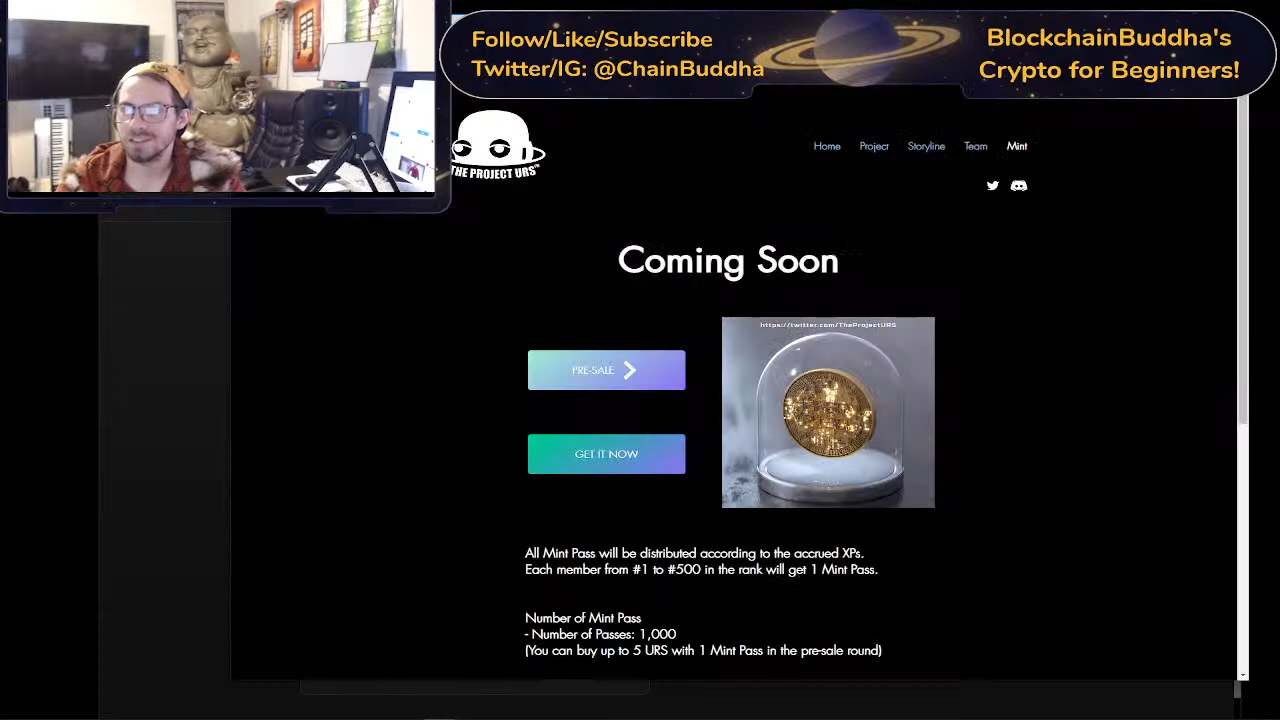 Follow/Like/Subscribe
Twitter/IG: @ChainBuddha
BlockchainBuddha's
Crypto for Beginners!
THE PROJECT URS™
Home Project Storyline Team Mint
Coming Soon
https://twitter.com/TheProjectURS
PRE-SALE
GET IT NOW
All Mint Pass will be distributed according to the accrued XPs.
Each member from #1 to #500 in the rank will get 1 Mint Pass.
Number of Mint Pass
- Number of Passes: 1,000
(You can buy up to 5 URS with 1 Mint Pass in the pre-sale round)